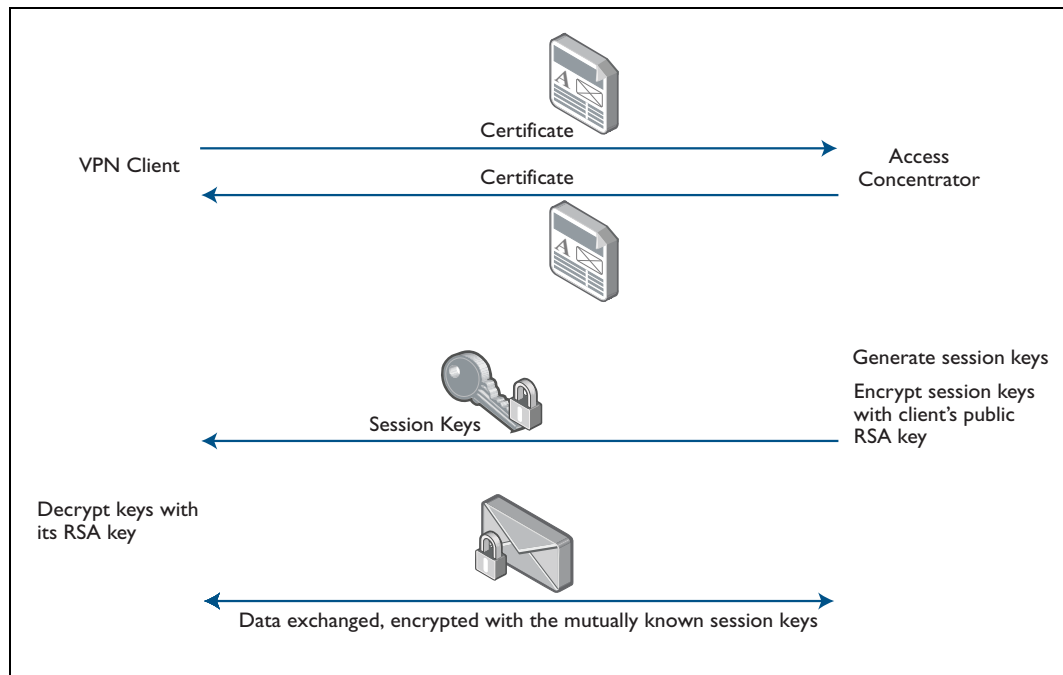 Certificate
VPN Client
Access
Concentrator
Certificate
Generate session keys
Encrypt session keys
with client's public
RSA key
Session Keys
Decrypt keys with
its RSA key
Data exchanged, encrypted with the mutually known session keys